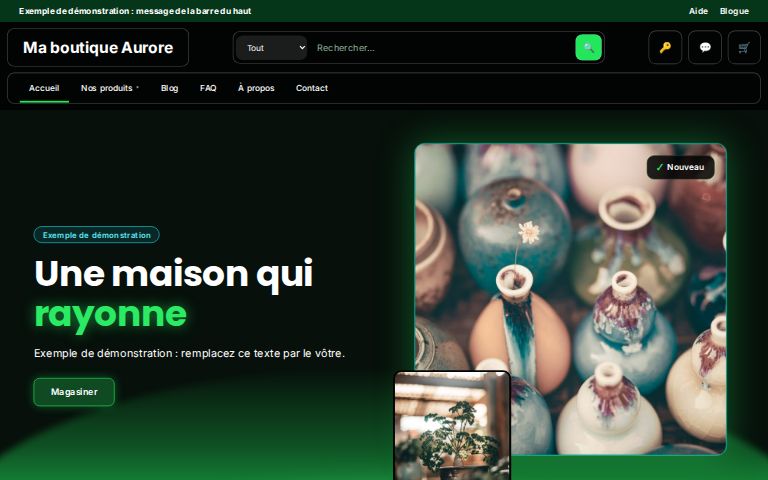 Exemple de démonstration : message de la barre du haut
Aide
Blogue
Ma boutique Aurore
Tout
Rechercher...
Accueil
Nos produits
Blog
FAQ
À propos
Contact
✓ Nouveau
Exemple de démonstration
Une maison qui
rayonne
Exemple de démonstration : remplacez ce texte par le vôtre.
Magasiner